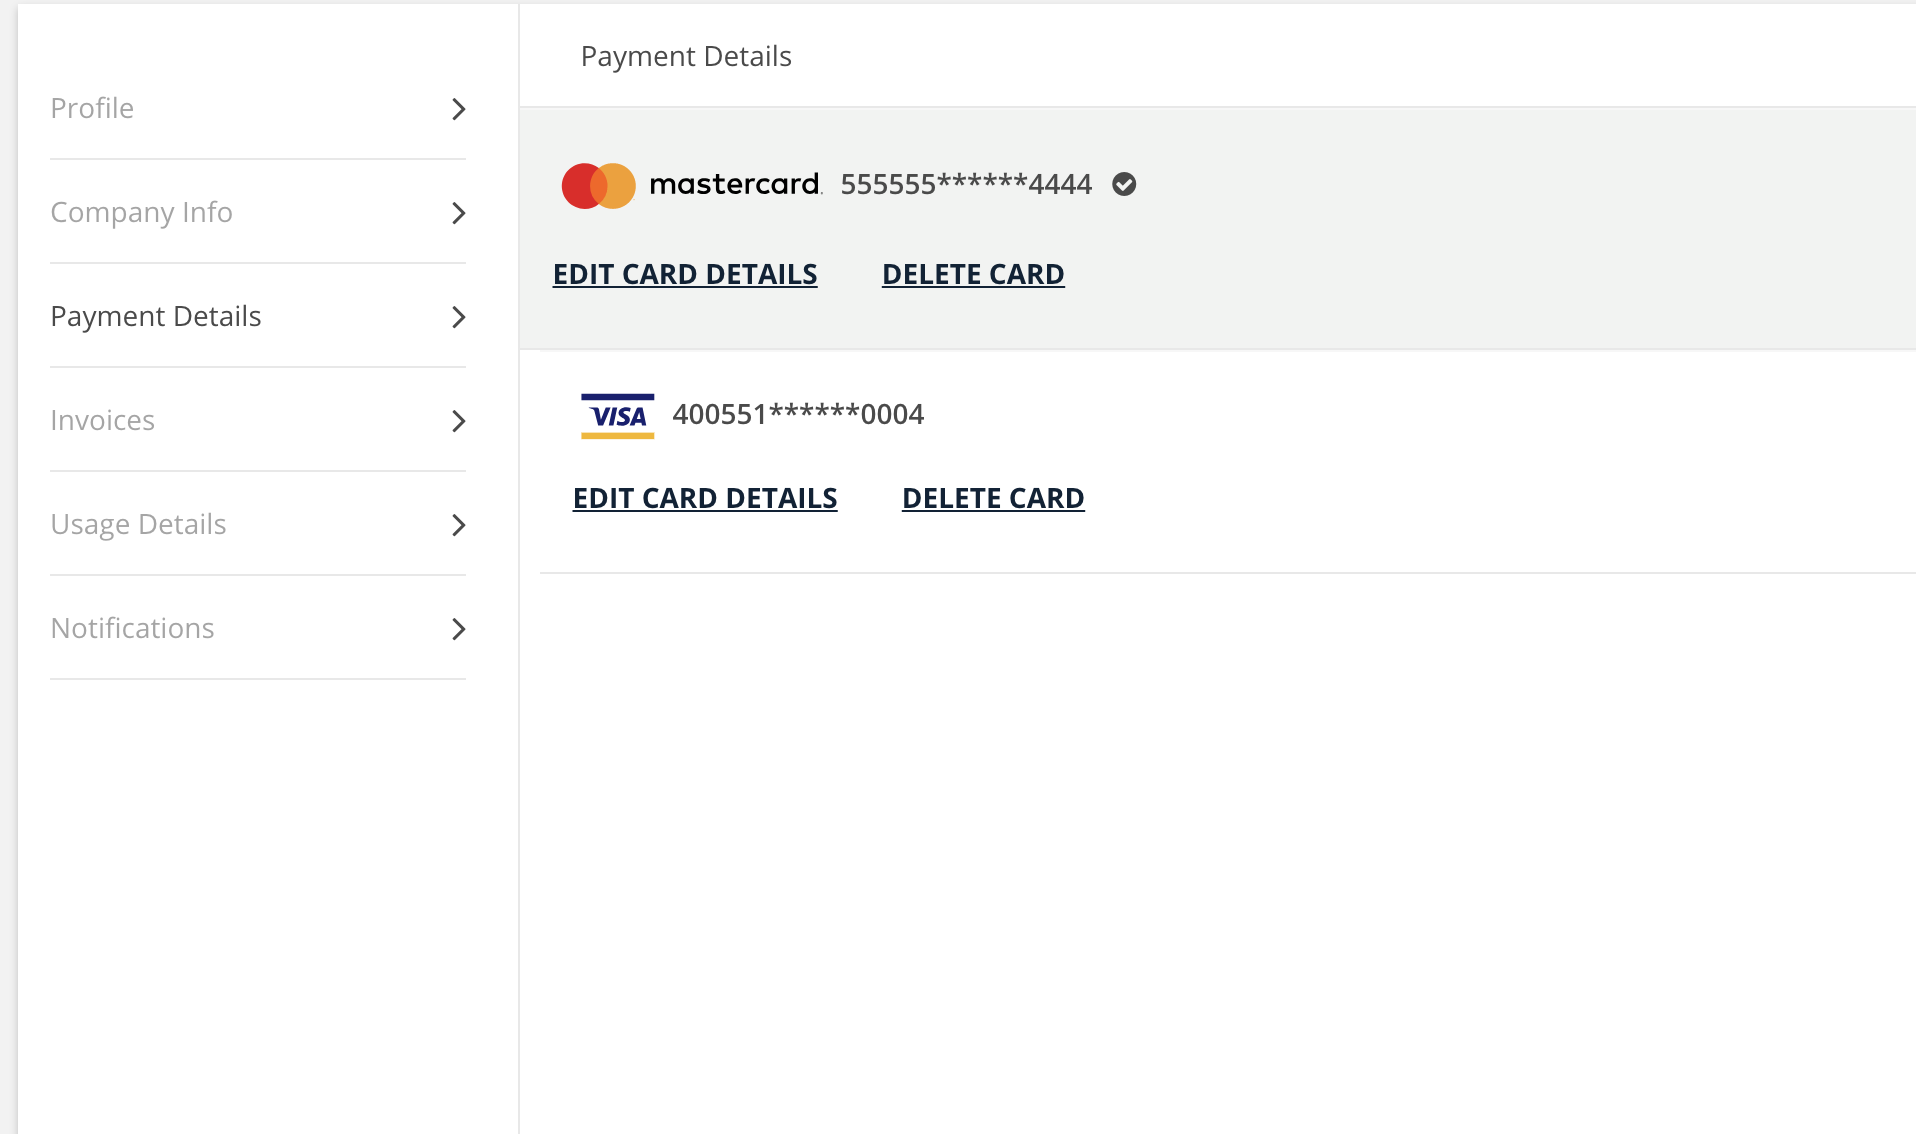 Profile
Company Info
Payment Details
Invoices
Usage Details
Notifications
Payment Details
mastercard. 555555******4444
EDIT CARD DETAILS DELETE CARD
VISA 400551******0004
EDIT CARD DETAILS DELETE CARD